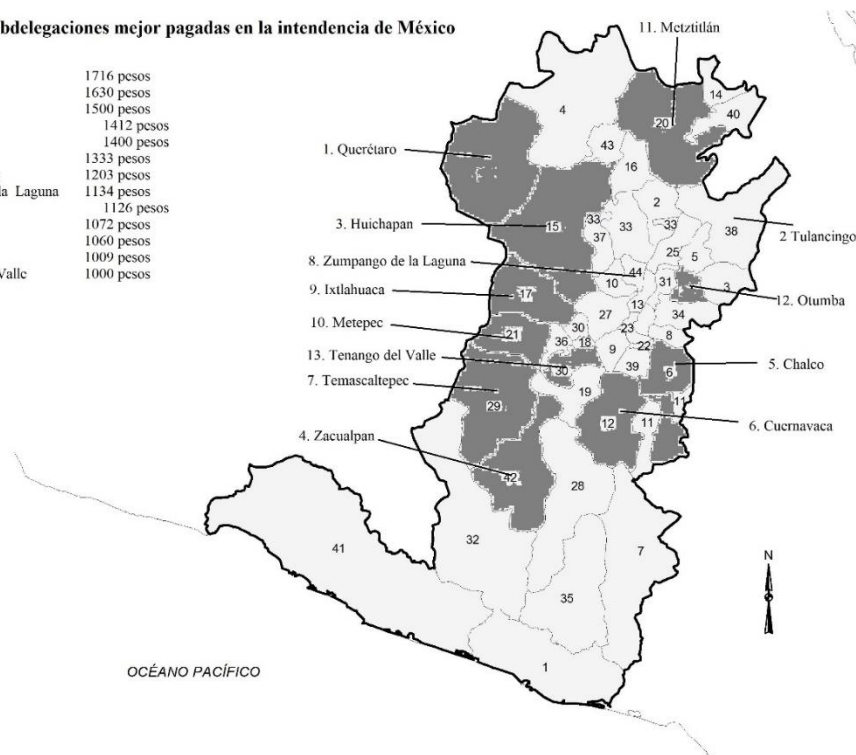 bdelegaciones mejor pagadas en la intendencia de México
1716 pesos
1630 pesos
1500 pesos
1412 pesos
1400 pesos
1333 pesos
1203 pesos
la Laguna 1134 pesos
1126 pesos
1072 pesos
1060 pesos
1009 pesos
Valle 1000 pesos
11. Metztitlán
14
4
40
20
1. Querétaro
43
16
2
3. Huichapan
15
33
33
33
38
37
2 Tulancingo
25
5
8. Zumpango de la Laguna
44
10
31
3
9. Ixtlahuaca
17
12. Otumba
13
27
34
10. Metepec
21
30
23
8
36
18
9
22
13. Tenango del Valle
30
39
6
5. Chalco
7. Temascaltepec
19
29
11
12
11
6. Cuernavaca
4. Zacualpan
42
28
41
32
7
N
35
1
OCÉANO PACÍFICO